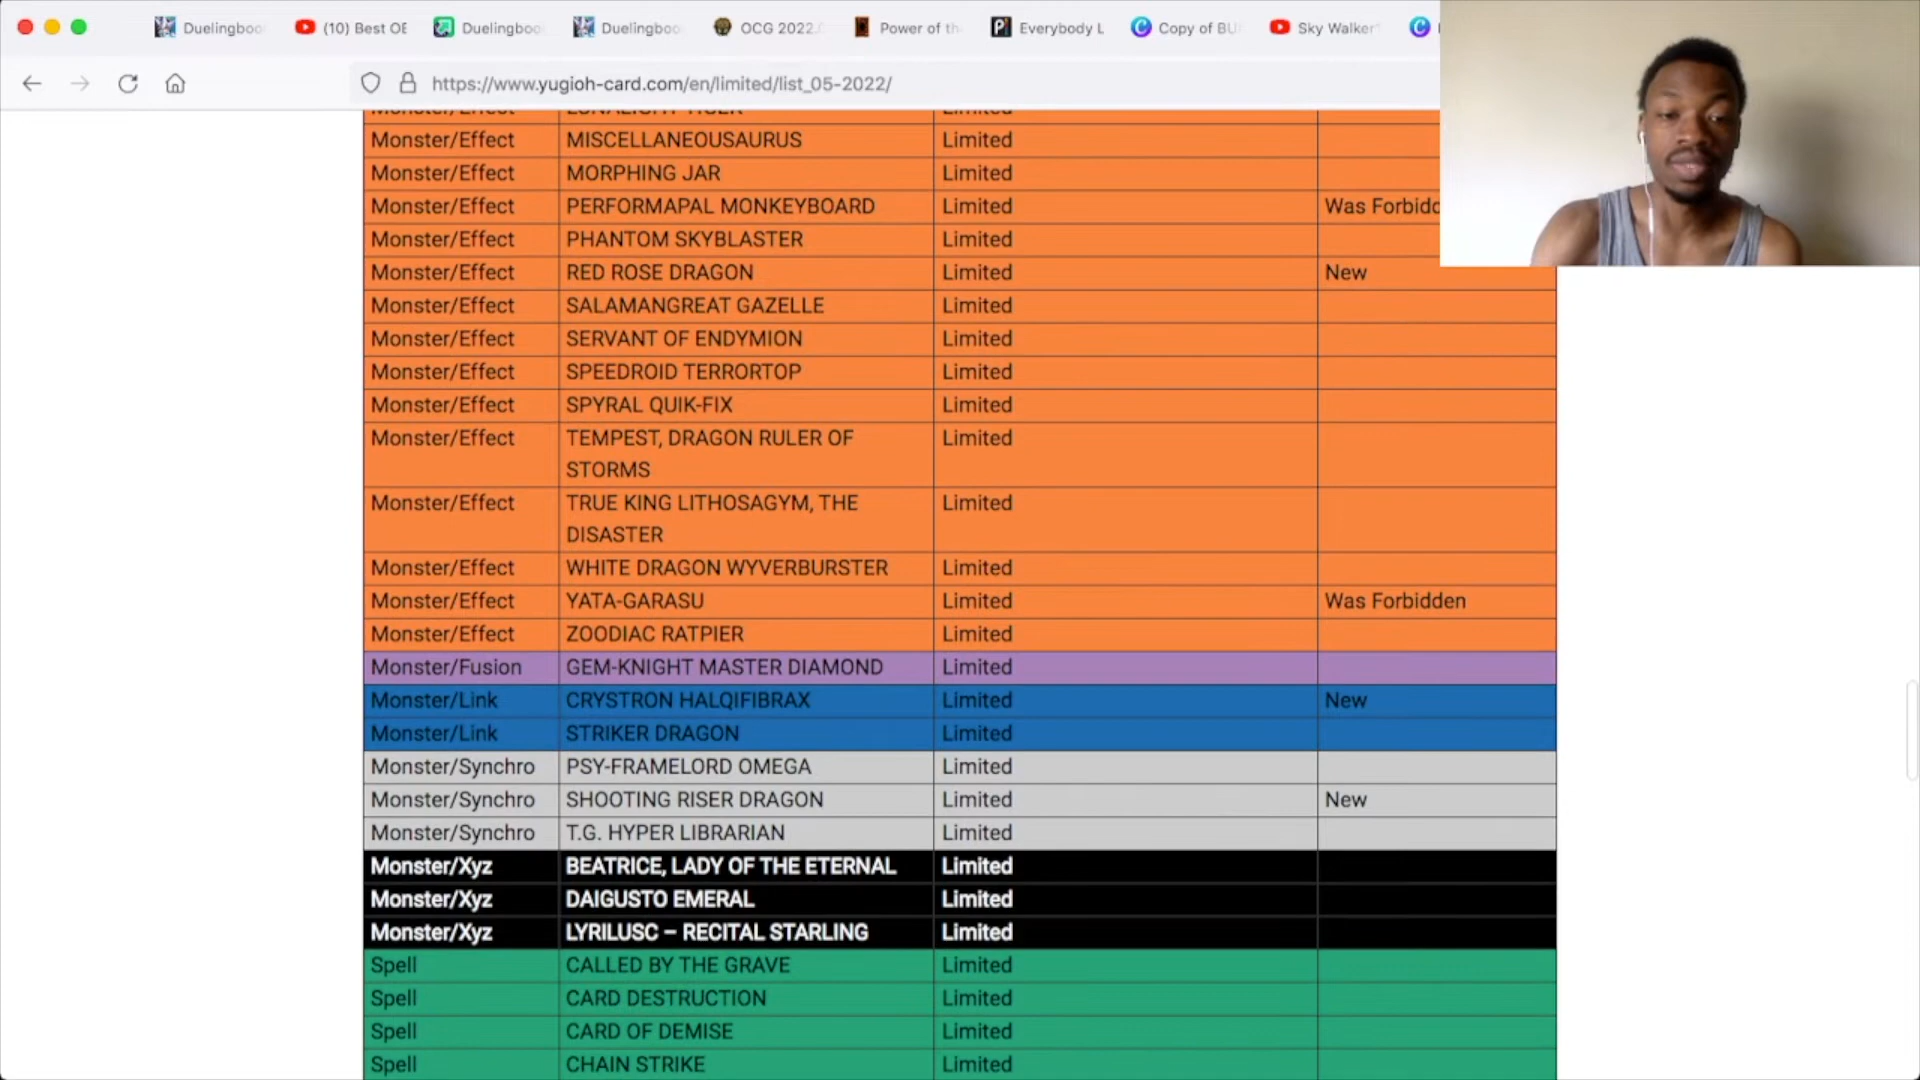 Duelingboo
(10) Best OE
Duelingboo
Duelingboo
OCG 2022.
Power of th
Everybody L
Copy of BU
Sky Walker
https://www.yugioh-card.com/en/limited/list_05-2022/
Monster/Effect LUNALIGHT TIGER Limited
Monster/Effect MISCELLANEOUSAURUS Limited
Monster/Effect MORPHING JAR Limited
Monster/Effect PERFORMAPAL MONKEYBOARD Limited Was Forbidd
Monster/Effect PHANTOM SKYBLASTER Limited
Monster/Effect RED ROSE DRAGON Limited New
Monster/Effect SALAMANGREAT GAZELLE Limited
Monster/Effect SERVANT OF ENDYMION Limited
Monster/Effect SPEEDROID TERRORTOP Limited
Monster/Effect SPYRAL QUIK-FIX Limited
Monster/Effect TEMPEST, DRAGON RULER OF Limited
STORMS
Monster/Effect TRUE KING LITHOSAGYM, THE Limited
DISASTER
Monster/Effect WHITE DRAGON WYVERBURSTER Limited
Monster/Effect YATA-GARASU Limited Was Forbidden
Monster/Effect ZOODIAC RATPIER Limited
Monster/Fusion GEM-KNIGHT MASTER DIAMOND Limited
Monster/Link CRYSTRON HALQIFIBRAX Limited New
Monster/Link STRIKER DRAGON Limited
Monster/Synchro PSY-FRAMELORD OMEGA Limited
Monster/Synchro SHOOTING RISER DRAGON Limited New
Monster/Synchro T.G. HYPER LIBRARIAN Limited
Monster/Xyz BEATRICE, LADY OF THE ETERNAL Limited
Monster/Xyz DAIGUSTO EMERAL Limited
Monster/Xyz LYRILUSC – RECITAL STARLING Limited
Spell CALLED BY THE GRAVE Limited
Spell CARD DESTRUCTION Limited
Spell CARD OF DEMISE Limited
Spell CHAIN STRIKE Limited